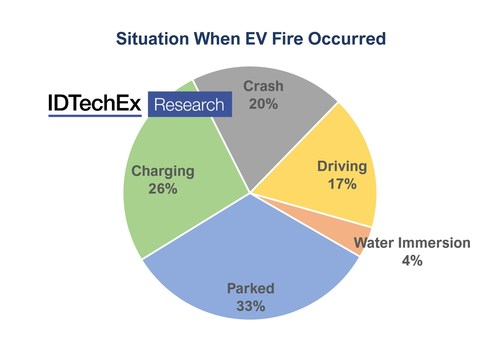 Situation When EV Fire Occurred
IDTechEx Research
Crash
20%
Driving
17%
Water Immersion
4%
Parked
33%
Charging
26%